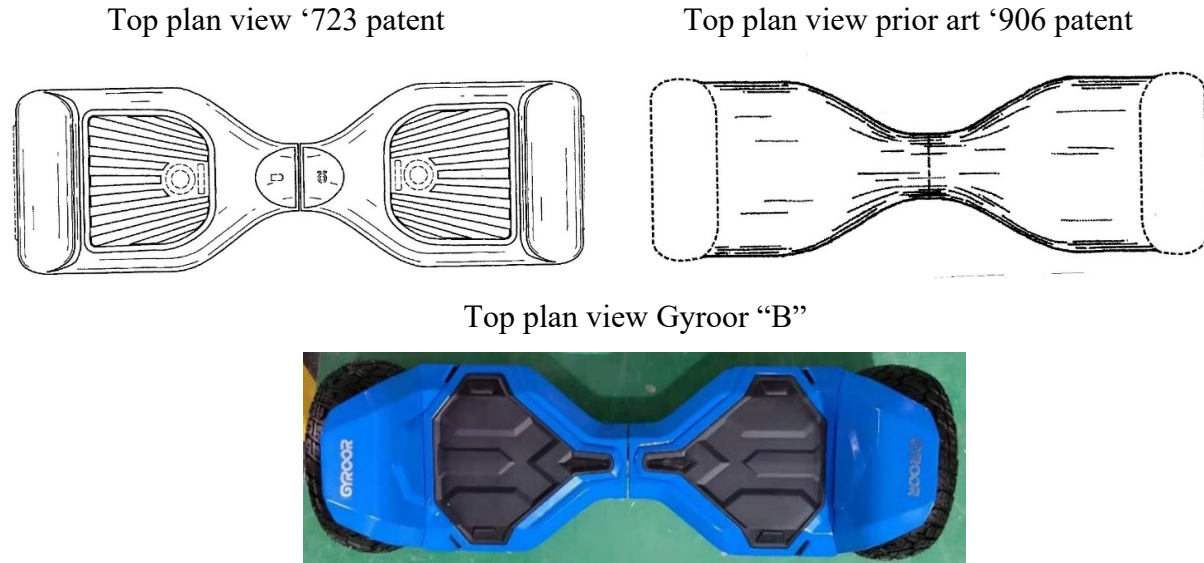 Top plan view ‘723 patent
Top plan view prior art ‘906 patent
Top plan view Gyroor “B”
GYROOR
GYROOR